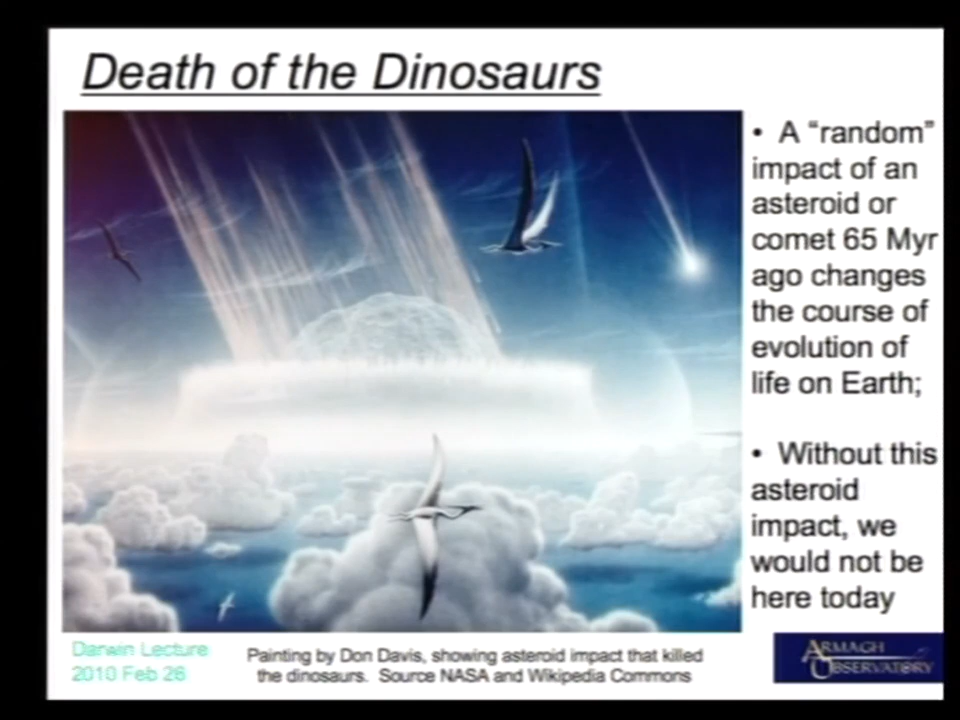 Death of the Dinosaurs
• A “random”
impact of an
asteroid or
comet 65 Myr
ago changes
the course of
evolution of
life on Earth;
• Without this
asteroid
impact, we
would not be
here today
Darwin Lecture
2010 Feb 26
Painting by Don Davis, showing asteroid impact that killed
the dinosaurs. Source NASA and Wikipedia Commons
ARMAGH
OBSERVATORY